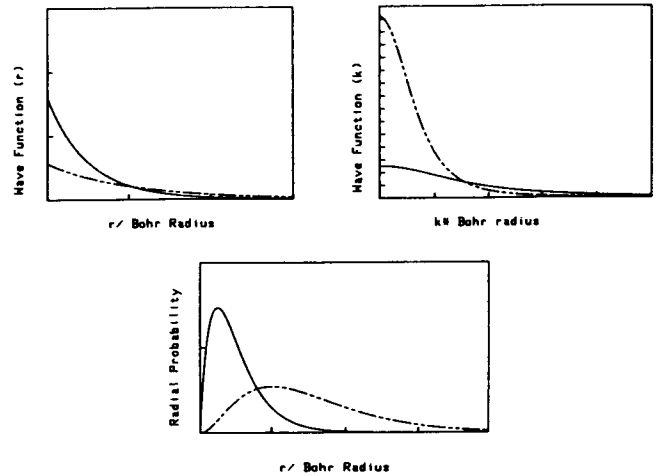 Wave Function (r)
r/ Bohr Radius
Wave Function (k)
k* Bohr radius
Radial Probability
r/ Bohr Radius